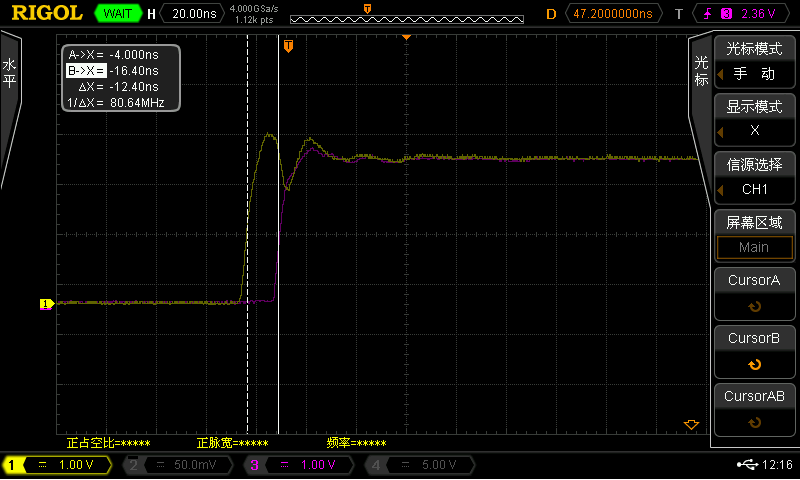 RIGOL WAIT H 20.00ns 4.000GSa/s 1.12k pts T D 47.2000000ns T 3 2.36 V
水平
A->X= -4.000ns
B->X= -16.40ns
ΔX= -12.40ns
1/ΔX= 80.64MHz
T
1
正占空比=***** 正脉宽=***** 频率=*****
光标
光标模式
手 动
显示模式
X
信源选择
CH1
屏幕区域
Main
CursorA
CursorB
CursorAB
1 1.00 V 2 50.0mV 3 1.00 V 4 5.00 V 12:16